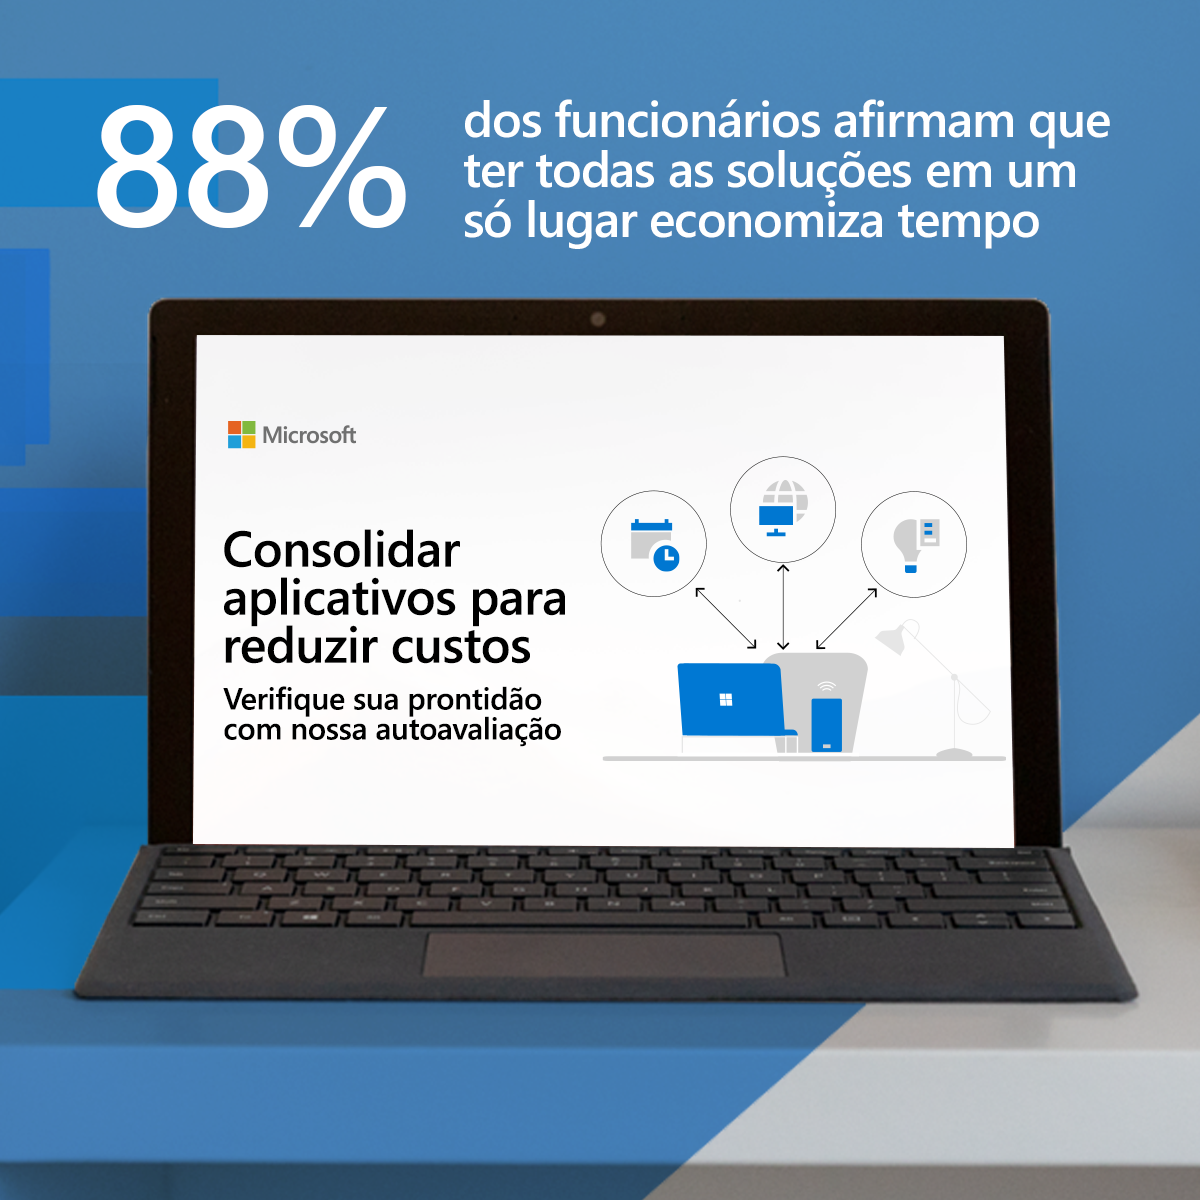 88%
dos funcionários afirmam que
ter todas as soluções em um
só lugar economiza tempo
Microsoft
Consolidar
aplicativos para
reduzir custos
Verifique sua prontidão
com nossa autoavaliação